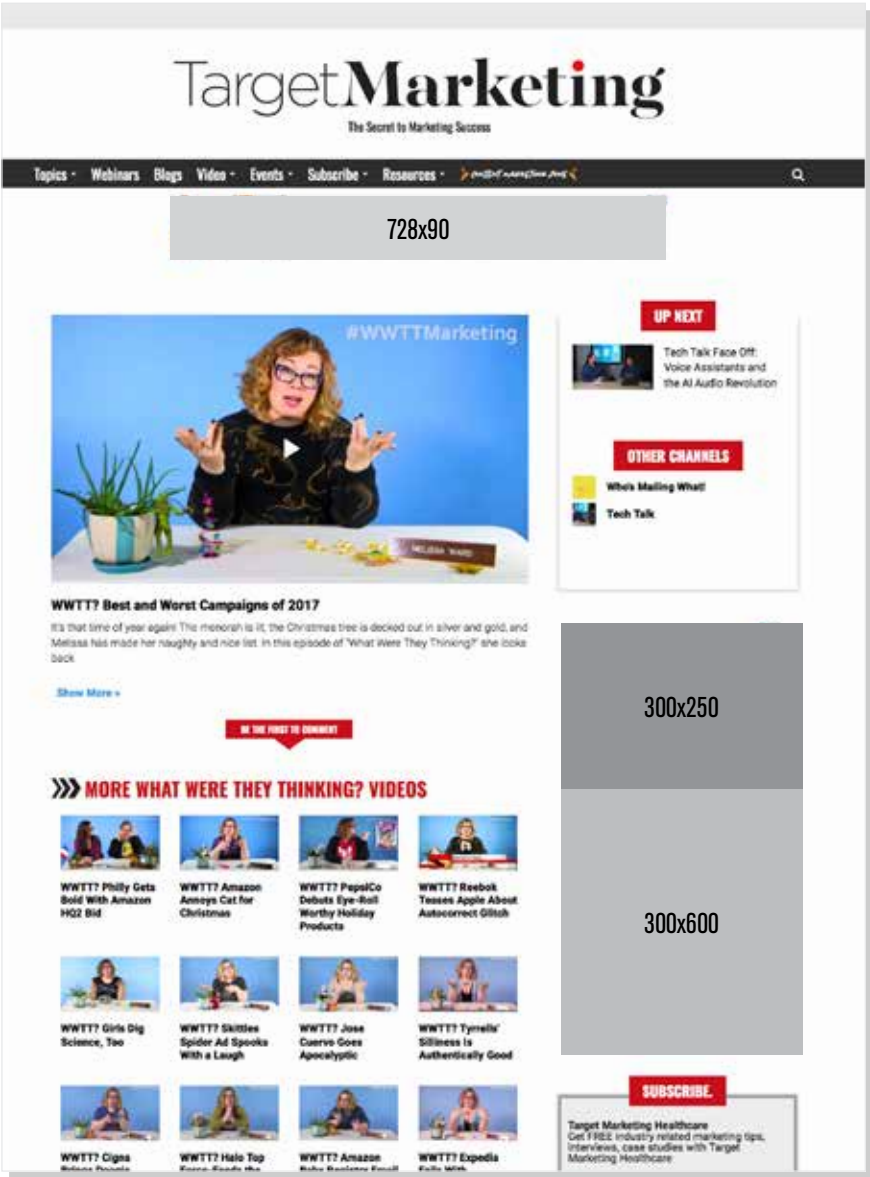 TargetMarketing
The Secret to Marketing Success
Topics Webinars Blogs Video Events Subscribe Resources
728x90
#WWTTMarketing
MELISSA WARD
WWTT? Best and Worst Campaigns of 2017
It's that time of year again! The menorah is lit, the Christmas tree is decked out in silver and gold, and
Melissa has made her naughty and nice list. In this episode of "What Were They Thinking?" she looks
back
Show More »
BE THE FIRST TO COMMENT
UP NEXT
Tech Talk Face Off:
Voice Assistants and
the AI Audio Revolution
OTHER CHANNELS
Who's Mailing What!
Tech Talk
300x250
300x600
MORE WHAT WERE THEY THINKING? VIDEOS
WWTT? Philly Gets
Bold With Amazon
HQ2 Bid
WWTT? Amazon
Annoys Cat for
Christmas
WWTT? PepsiCo
Debuts Eye-Roll
Worthy Holiday
Products
WWTT? Reebok
Teases Apple About
Autocorrect Glitch
WWTT? Girls Dig
Science, Too
WWTT? Skittles
Spider Ad Spooks
With a Laugh
WWTT? Jose
Cuervo Goes
Apocalyptic
WWTT? Tyrrells'
Silliness Is
Authentically Good
WWTT? Cigna
WWTT? Halo Top
WWTT? Amazon
WWTT? Expedia
SUBSCRIBE.
Target Marketing Healthcare
Get FREE industry related marketing tips,
interviews, case studies with Target
Marketing Healthcare